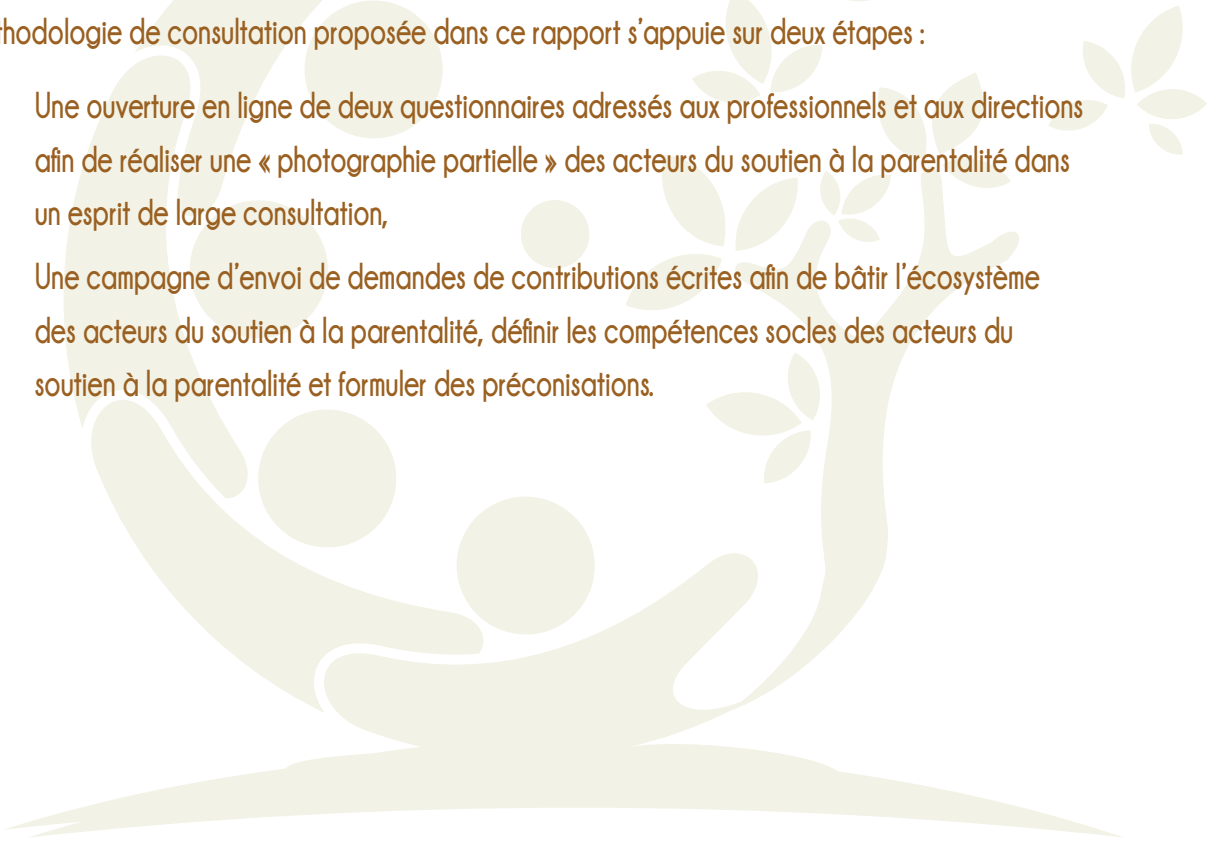 thodologie de consultation proposée dans ce rapport s’appuie sur deux étapes :
Une ouverture en ligne de deux questionnaires adressés aux professionnels et aux directions
afin de réaliser une « photographie partielle » des acteurs du soutien à la parentalité dans
un esprit de large consultation,
Une campagne d’envoi de demandes de contributions écrites afin de bâtir l’écosystème
des acteurs du soutien à la parentalité, définir les compétences socles des acteurs du
soutien à la parentalité et formuler des préconisations.